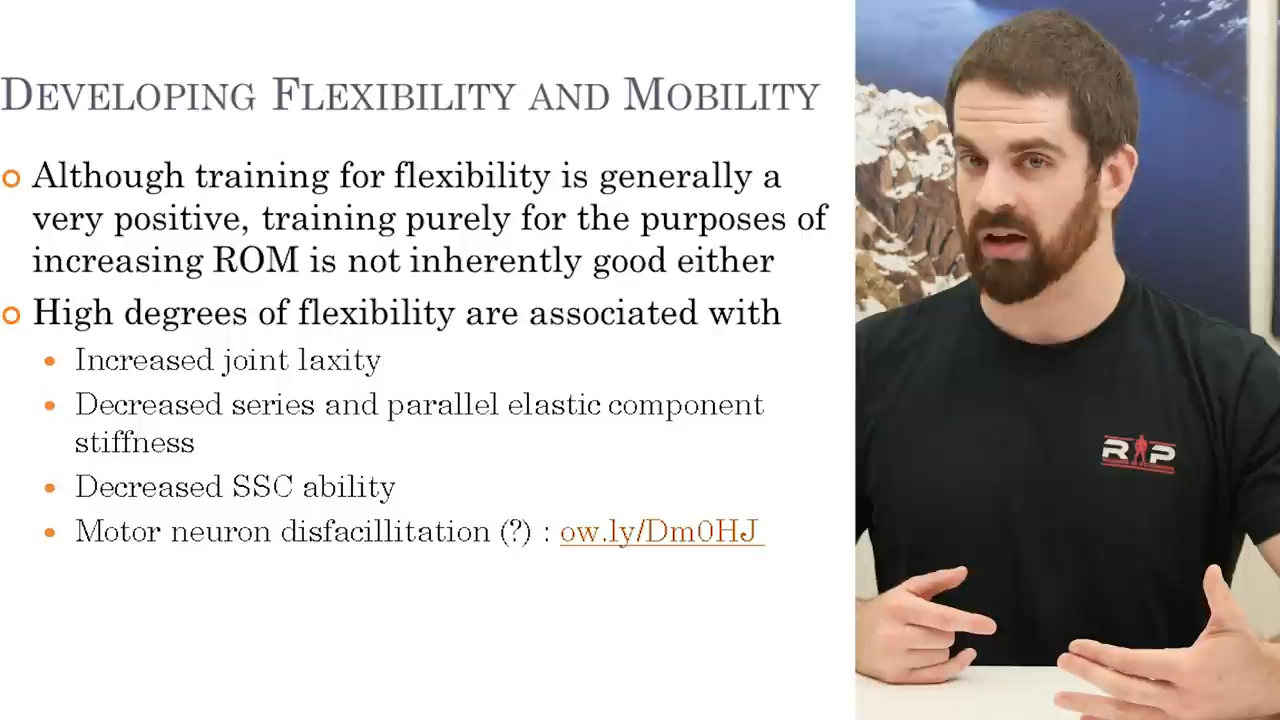 DEVELOPING FLEXIBILITY AND MOBILITY
Although training for flexibility is generally a
very positive, training purely for the purposes of
increasing ROM is not inherently good either
High degrees of flexibility are associated with
Increased joint laxity
Decreased series and parallel elastic component
stiffness
Decreased SSC ability
Motor neuron disfacillitation (?) : ow.ly/Dm0HJ
RP